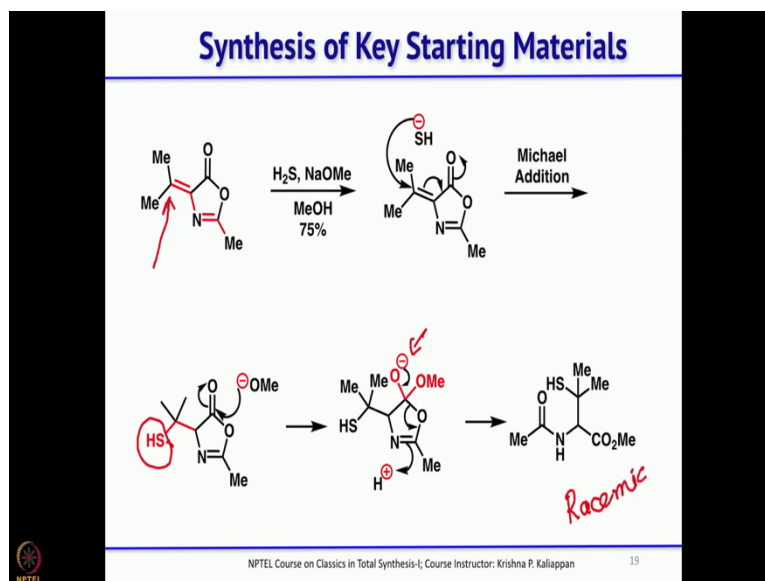 Synthesis of Key Starting Materials
Me
O
Me
O
N
Me
H₂S, NaOMe
MeOH
75%
⊖
SH
Me
O
Me
O
N
Me
Michael
Addition
O
⊖OMe
HS
O
N
Me
⊖
Me Me O OMe
HS
O
N
Me
H⊕
Me
HS Me
O
Me N CO₂Me
H
Racemic
NPTEL
NPTEL Course on Classics in Total Synthesis-I; Course Instructor: Krishna P. Kaliappan
19